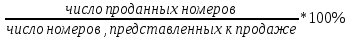 число проданных номеров
число номеров , представленных к продаже *100%